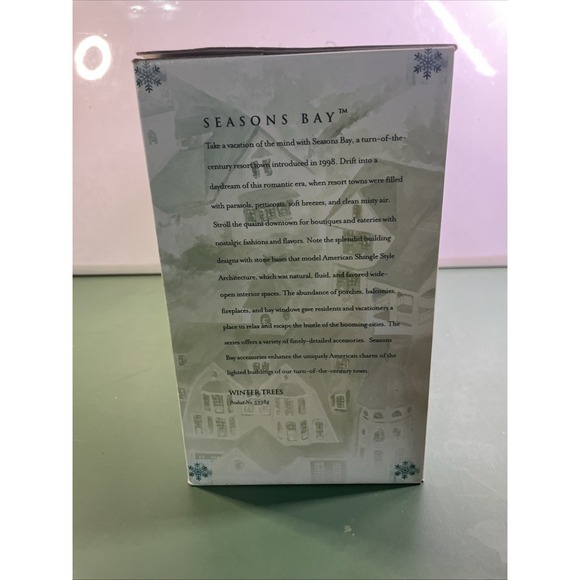 SEASONS BAY™
Take a vacation of the mind with Seasons Bay, a turn-of-the-
century resort town introduced in 1998. Drift into a
daydream of this romantic era, when resort towns were filled
with parasols, petticoats, soft breezes, and clean misty air.
Stroll the quaint downtown for boutiques and eateries with
nostalgic fashions and flavors. Note the splendid building
designs with stone bases that model American Shingle Style
Architecture, which was natural, fluid, and favored wide-
open interior spaces. The abundance of porches, balconies,
fireplaces, and bay windows give residents and vacationers a
place to relax and escape the bustle of the booming cities. The
series offers a variety of finely-detailed accessories. Seasons
Bay accessories enhance the uniquely American charm of the
lighted buildings of our turn-of-the-century town.
WINTER TREES
Product No. 53384